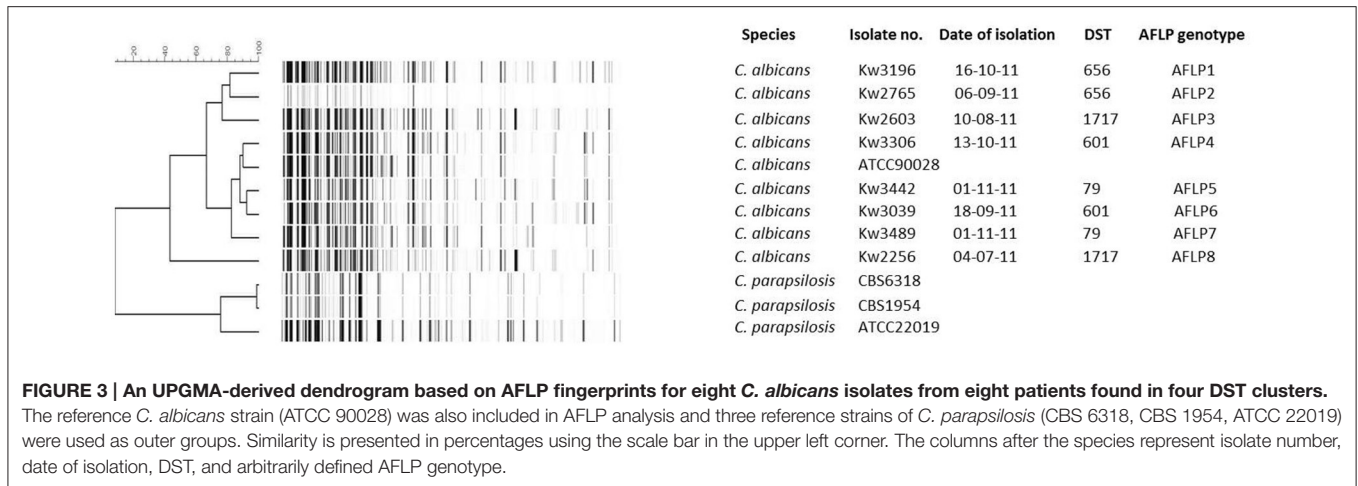 20 40 60 80 100
Species Isolate no. Date of isolation DST AFLP genotype
C. albicans Kw3196 16-10-11 656 AFLP1
C. albicans Kw2765 06-09-11 656 AFLP2
C. albicans Kw2603 10-08-11 1717 AFLP3
C. albicans Kw3306 13-10-11 601 AFLP4
C. albicans ATCC90028
C. albicans Kw3442 01-11-11 79 AFLP5
C. albicans Kw3039 18-09-11 601 AFLP6
C. albicans Kw3489 01-11-11 79 AFLP7
C. albicans Kw2256 04-07-11 1717 AFLP8
C. parapsilosis CBS6318
C. parapsilosis CBS1954
C. parapsilosis ATCC22019
FIGURE 3 | An UPGMA-derived dendrogram based on AFLP fingerprints for eight C. albicans isolates from eight patients found in four DST clusters.
The reference C. albicans strain (ATCC 90028) was also included in AFLP analysis and three reference strains of C. parapsilosis (CBS 6318, CBS 1954, ATCC 22019)
were used as outer groups. Similarity is presented in percentages using the scale bar in the upper left corner. The columns after the species represent isolate number,
date of isolation, DST, and arbitrarily defined AFLP genotype.